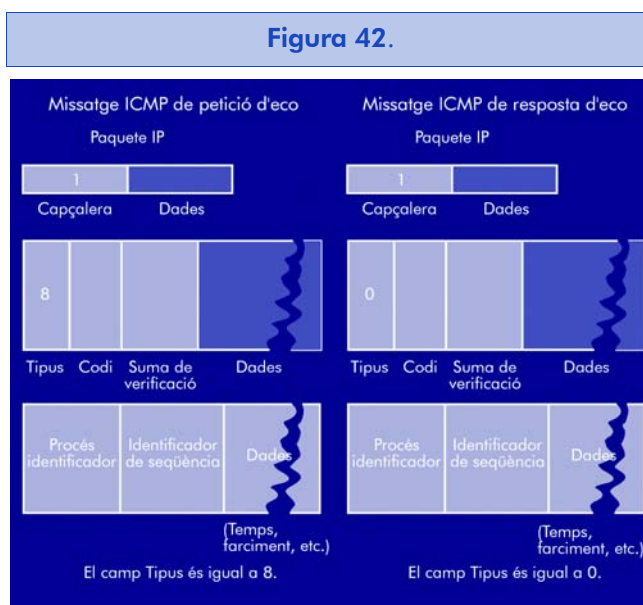 Figura 42.
Missatge ICMP de petició d'eco
Paquete IP
1
Capçalera Dades
8
Tipus Codi Suma de verificació Dades
Procés identificador Identificador de seqüència Dades
(Temps, farciment, etc.)
El camp Tipus és igual a 8.
Missatge ICMP de resposta d'eco
Paquete IP
1
Capçalera Dades
0
Tipus Codi Suma de verificació Dades
Procés identificador Identificador de seqüència Dades
(Temps, farciment, etc.)
El camp Tipus és igual a 0.